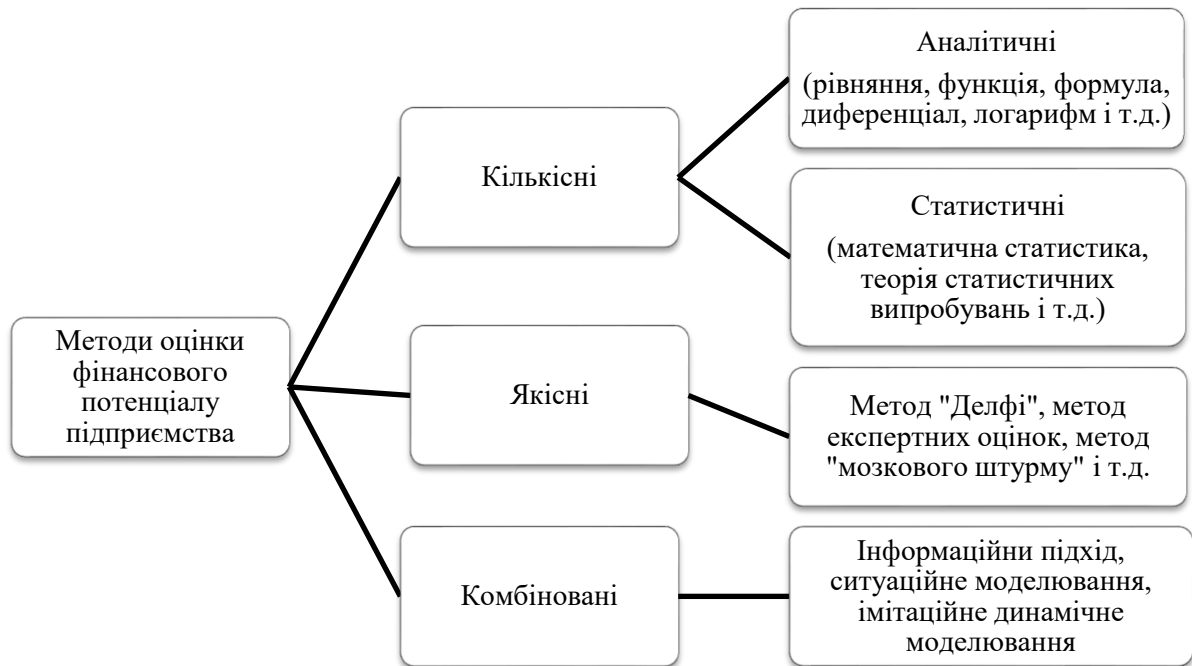 Методи оцінки
фінансового
потенціалу
підприємства
Кількісні
Аналітичні
(рівняння, функція, формула,
диференціал, логарифм і т.д.)
Статистичні
(математична статистика,
теорія статистичних
випробувань і т.д.)
Якісні
Метод "Делфі", метод
експертних оцінок, метод
"мозкового штурму" і т.д.
Комбіновані
Інформаційни підхід,
ситуаційне моделювання,
імітаційне динамічне
моделювання